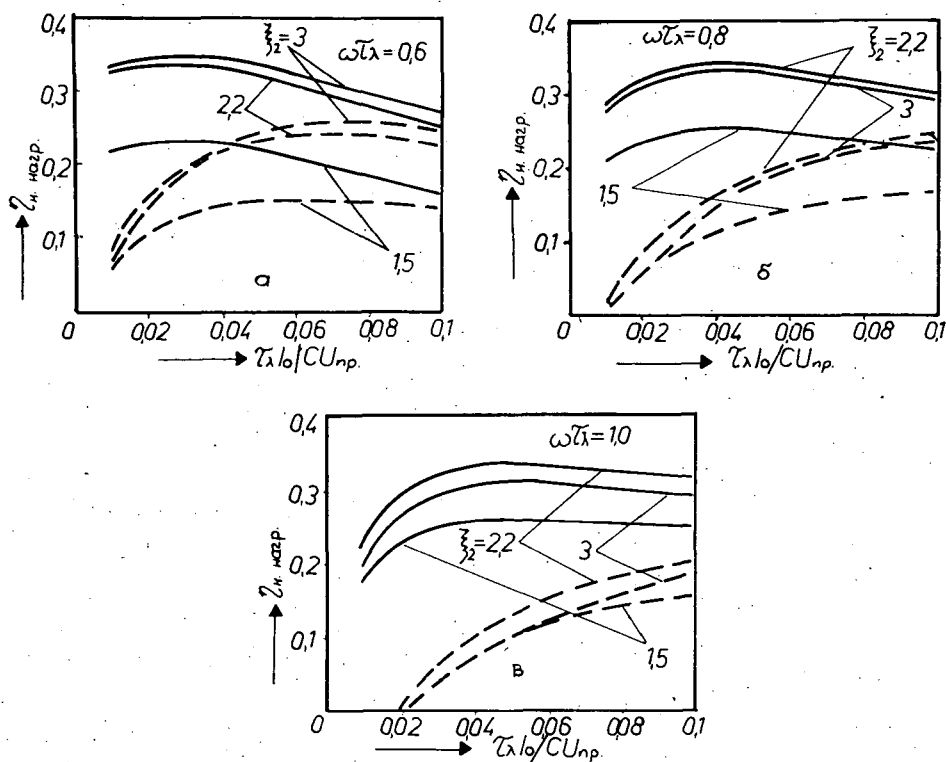 0,4
0,3
0,2
0,1
0
η н. нагр.
ξ₂=3
ωτλ=0,6
2,2
1,5
а
0,02 0,04 0,06 0,08 0,1
τλI₀/CUпр.
0,4
0,3
0,2
0,1
0
η н. нагр.
ωτλ=0,8
ξ₂=2,2
3
1,5
б
0,02 0,04 0,06 0,08 0,1
τλI₀/CUпр.
0,4
0,3
0,2
0,1
0
η н. нагр.
ωτλ=1,0
ξ₂=2,2
3
1,5
в
0,02 0,04 0,06 0,08 0,1
τλI₀/CUпр.